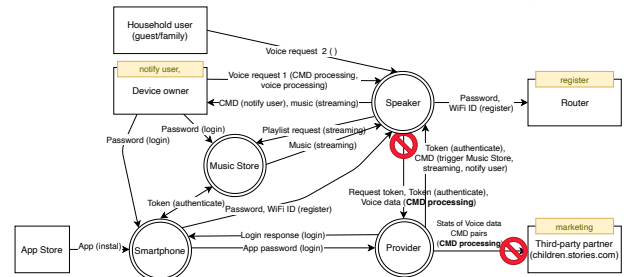 Household user
(guest/family)
Voice request 2 ( )
notify user,
Device owner
Voice request 1 (CMD processing,
voice processing)
CMD (notify user), music (streaming)
Speaker
Password,
WiFi ID (register)
register
Router
Password (login)
Password (login)
Playlist request (streaming)
Music (streaming)
Music Store
Token (authenticate),
CMD (trigger Music Store,
streaming, notify user)
Token (authenticate)
Password, WiFi ID (register)
Request token, Token (authenticate),
Voice data (CMD processing)
App Store
App (instal)
Smartphone
Login response (login)
App password (login)
Provider
Stats of Voice data
CMD pairs
(CMD processing)
marketing
Third-party partner
(children.stories.com)